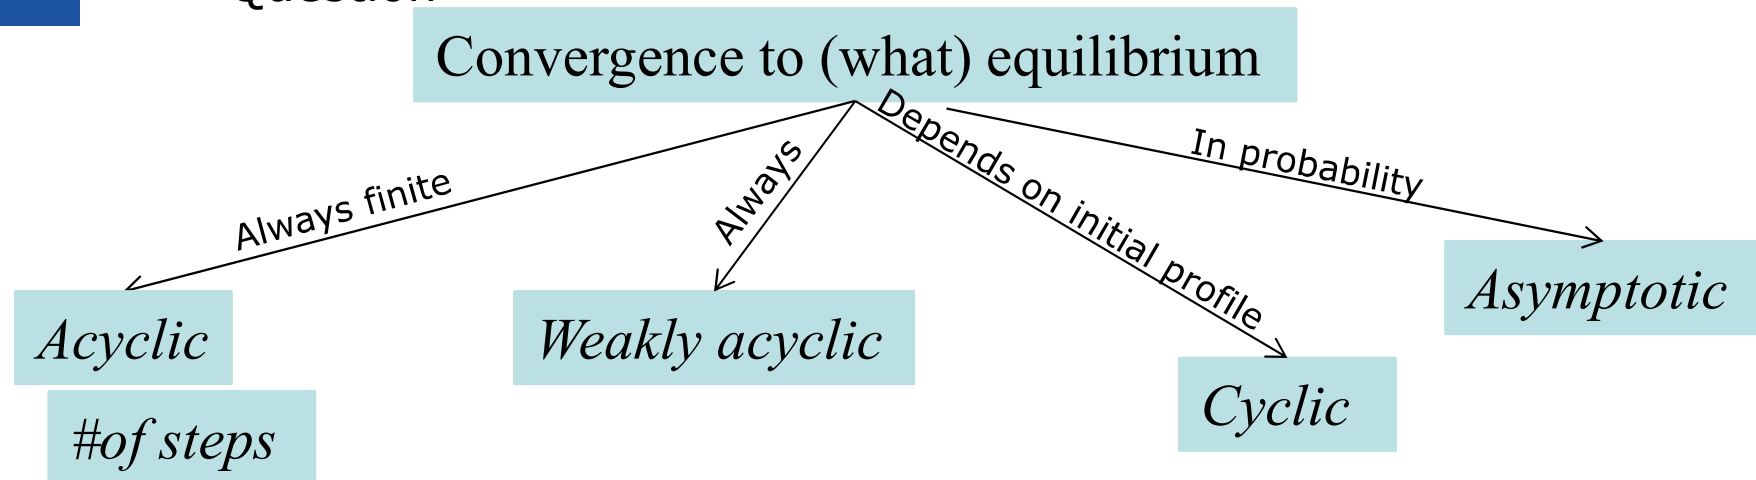 Question
Convergence to (what) equilibrium
Always finite
Always
Depends on initial profile
In probability
Acyclic
Weakly acyclic
Cyclic
Asymptotic
#of steps